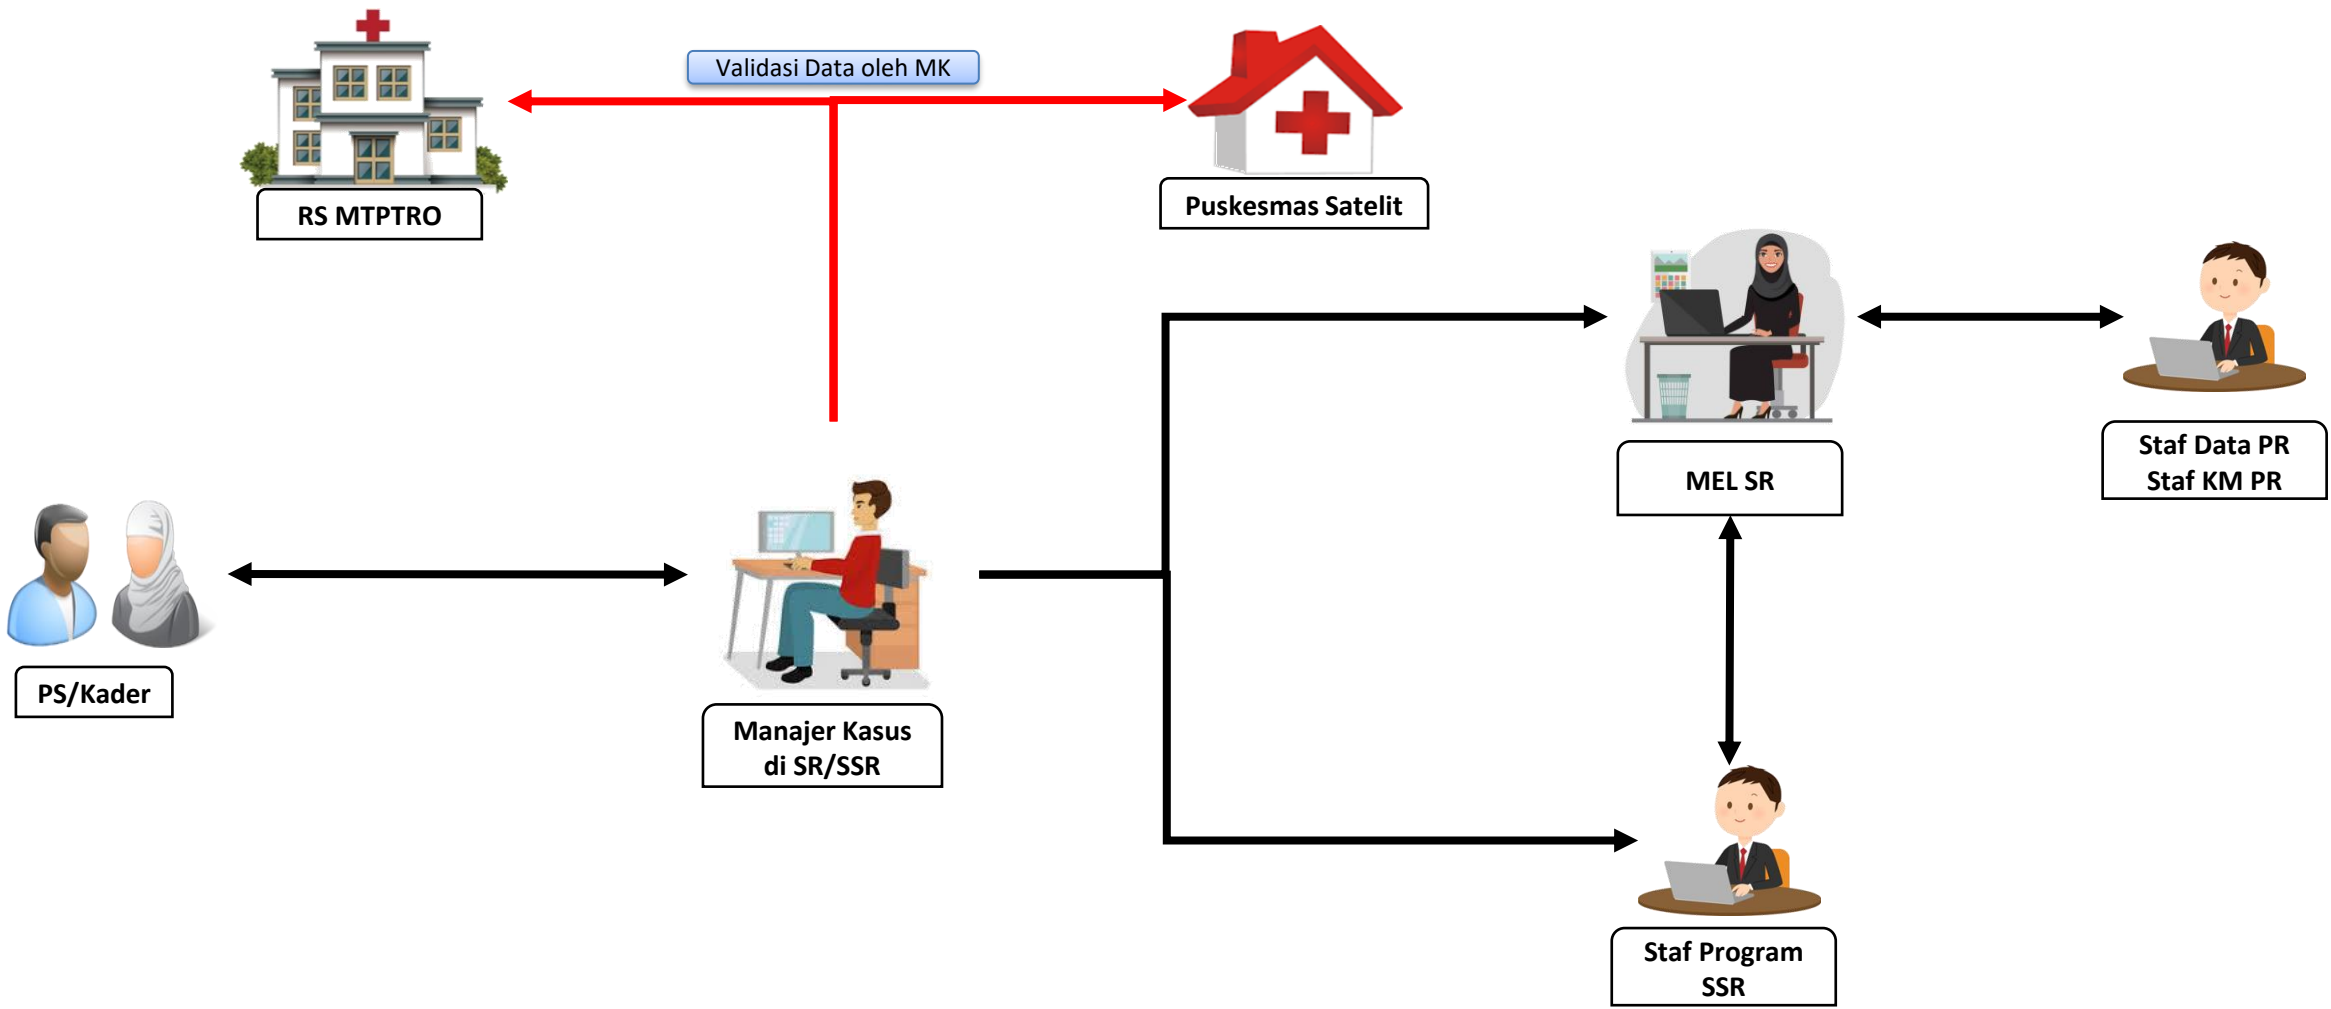 Validasi Data oleh MK
RS MTPTRO
Puskesmas Satelit
MEL SR
Staf Data PR
Staf KM PR
PS/Kader
Manajer Kasus
di SR/SSR
Staf Program
SSR